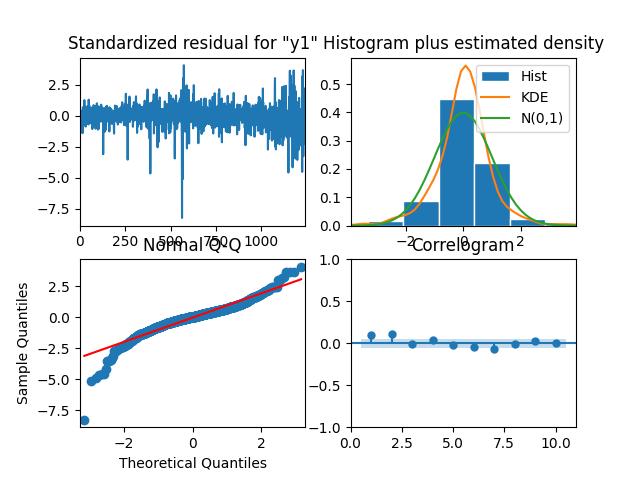 Standardized residual for "y1"
2.5
0.0
−2.5
−5.0
−7.5
0 250 500 750 1000
Histogram plus estimated density
Hist
KDE
N(0,1)
0.5
0.4
0.3
0.2
0.1
0.0
−2 0 2
Normal Q-Q
Sample Quantiles
2.5
0.0
−2.5
−5.0
−7.5
−2 0 2
Theoretical Quantiles
Correlogram
1.0
0.5
0.0
−0.5
−1.0
0.0 2.5 5.0 7.5 10.0